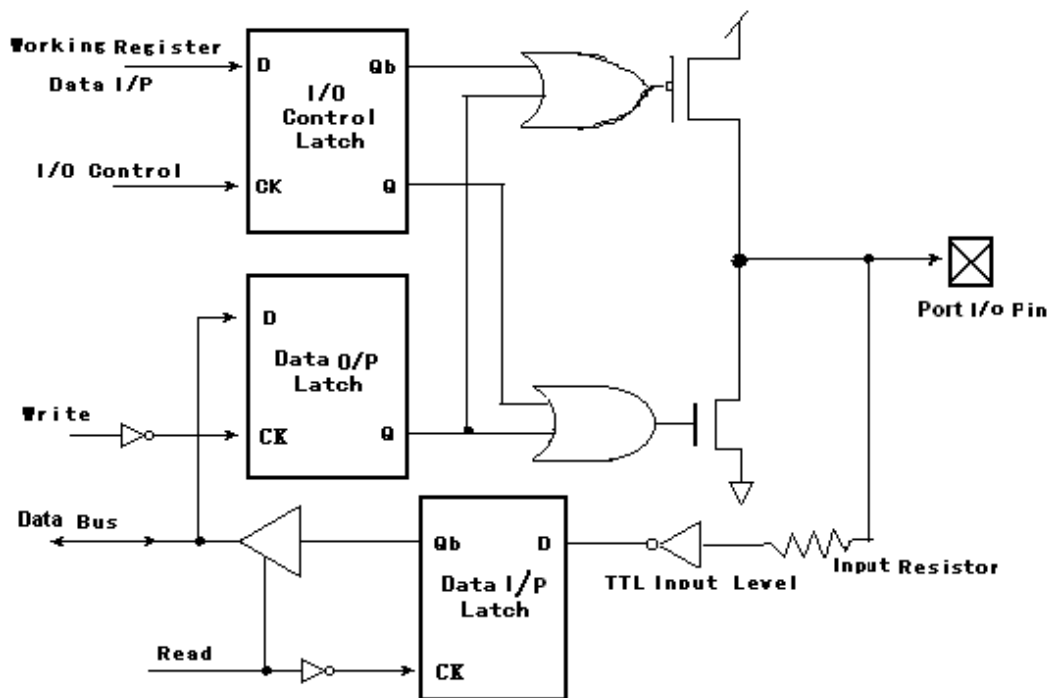 Working Register
Data I/P
D
Qb
I/O
Control
Latch
I/O Control
CK
Q
Port I/o Pin
D
Data O/P
Latch
Write
CK
Q
Data Bus
Qb
D
Data I/P
Latch
TTL Input Level
Input Resistor
Read
CK